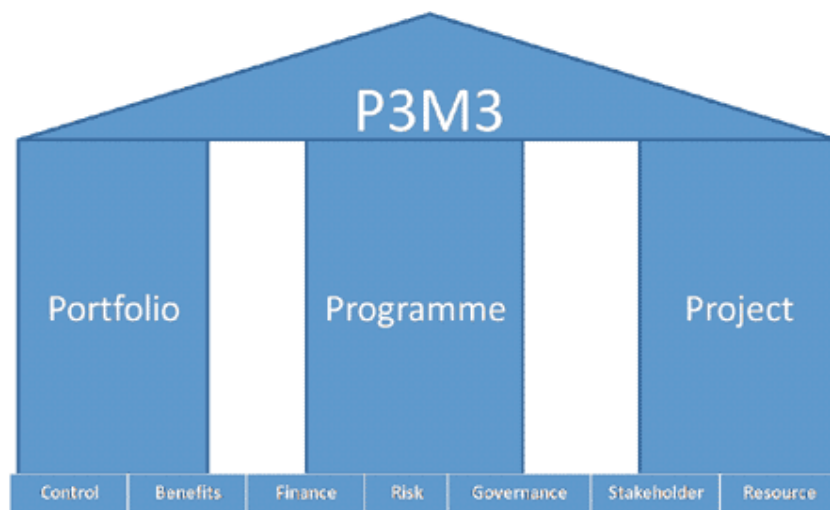 P3M3
Portfolio Programme Project
Control Benefits Finance Risk Governance Stakeholder Resource